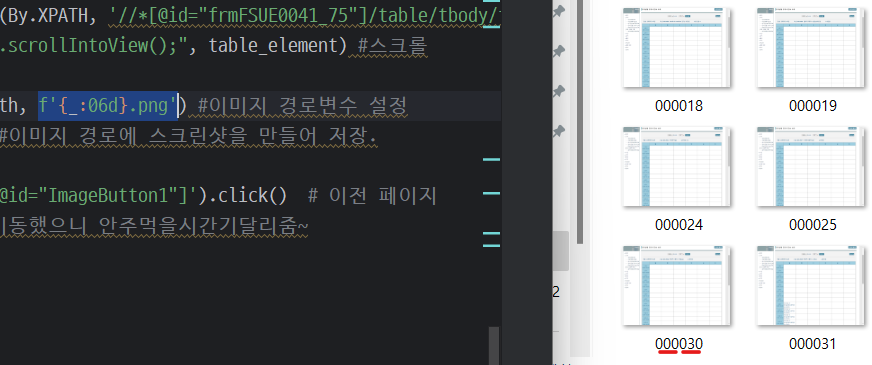 (By.XPATH, '//*[@id="frmFSUE0041_75"]/table/tbody/
.scrollIntoView();", table_element) #스크롤
th, f'{_:06d}.png') #이미지 경로변수 설정
#이미지 경로에 스크린샷을 만들어 저장.
@id="ImageButton1"]').click()  # 이전 페이지
이동했으니 안주먹을시간기달리줌~
000018
000019
000024
000025
2
000030
000031